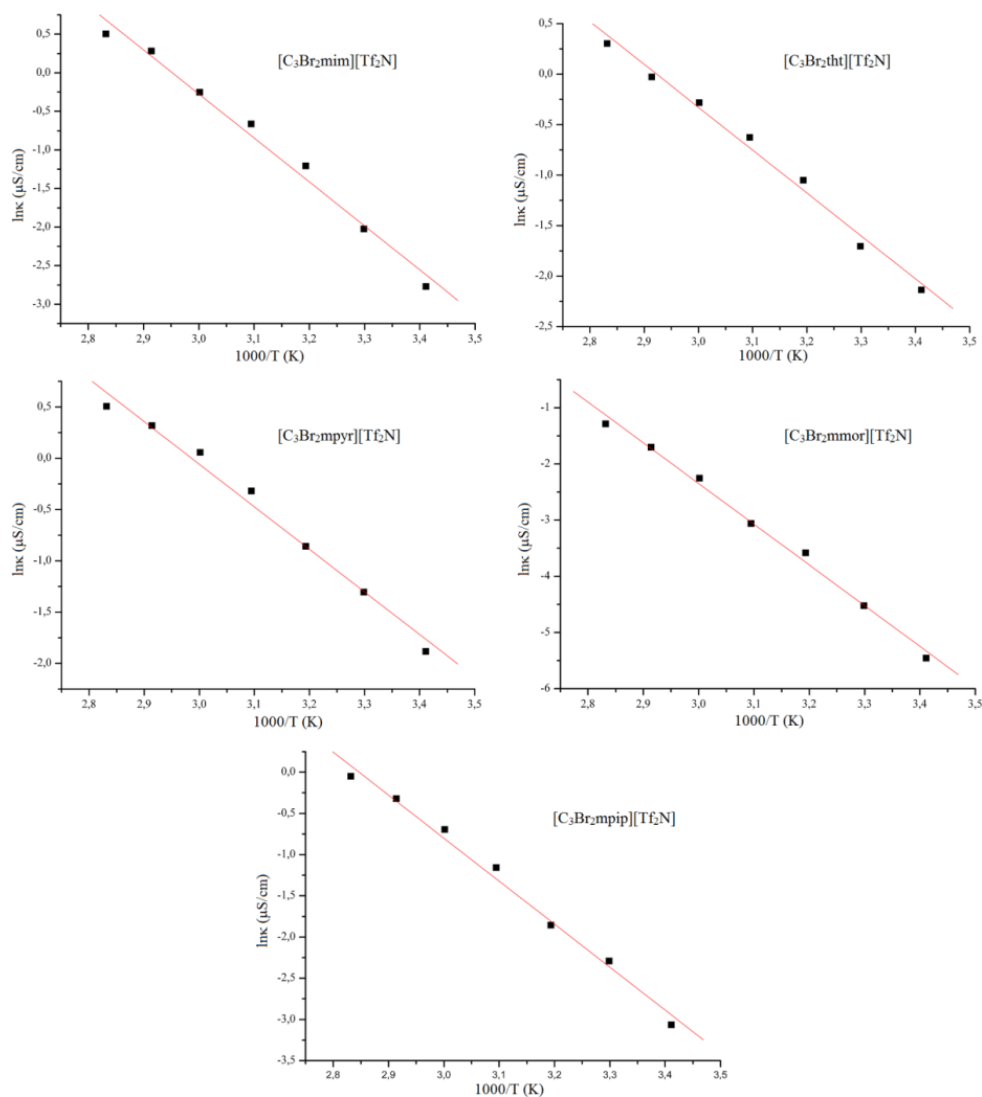 0,5
0,0
-0,5
-1,0
-1,5
-2,0
-2,5
-3,0
lnκ (μS/cm)
[C₃Br₂mim][Tf₂N]
2,8 2,9 3,0 3,1 3,2 3,3 3,4 3,5
1000/T (K)
0,5
0,0
-0,5
-1,0
-1,5
-2,0
-2,5
lnκ (μS/cm)
[C₃Br₂tht][Tf₂N]
2,8 2,9 3,0 3,1 3,2 3,3 3,4 3,5
1000/T (K)
0,5
0,0
-0,5
-1,0
-1,5
-2,0
lnκ (μS/cm)
[C₃Br₂mpyr][Tf₂N]
2,8 2,9 3,0 3,1 3,2 3,3 3,4 3,5
1000/T (K)
-1
-2
-3
-4
-5
-6
lnκ (μS/cm)
[C₃Br₂mmor][Tf₂N]
2,8 2,9 3,0 3,1 3,2 3,3 3,4 3,5
1000/T (K)
0,0
-0,5
-1,0
-1,5
-2,0
-2,5
-3,0
-3,5
lnκ (μS/cm)
[C₃Br₂mpip][Tf₂N]
2,8 2,9 3,0 3,1 3,2 3,3 3,4 3,5
1000/T (K)